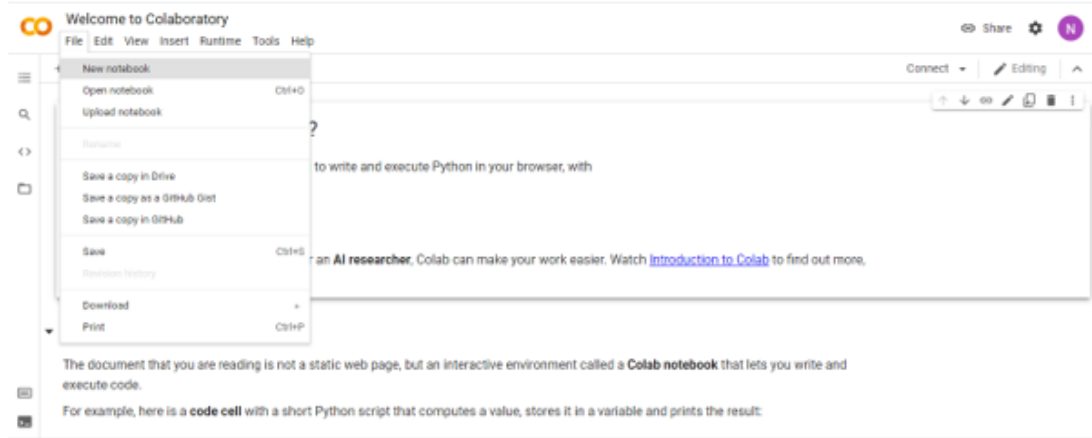 CO Welcome to Colaboratory
File Edit View Insert Runtime Tools Help
Share N
Connect Editing
New notebook
Open notebook Ctrl+O
Upload notebook
Rename
Save a copy in Drive
Save a copy as a GitHub Gist
Save a copy in GitHub
Save Ctrl+S
Revision history
Download
Print Ctrl+P
?
to write and execute Python in your browser, with
an AI researcher, Colab can make your work easier. Watch Introduction to Colab to find out more,
The document that you are reading is not a static web page, but an interactive environment called a Colab notebook that lets you write and
execute code.
For example, here is a code cell with a short Python script that computes a value, stores it in a variable and prints the result: